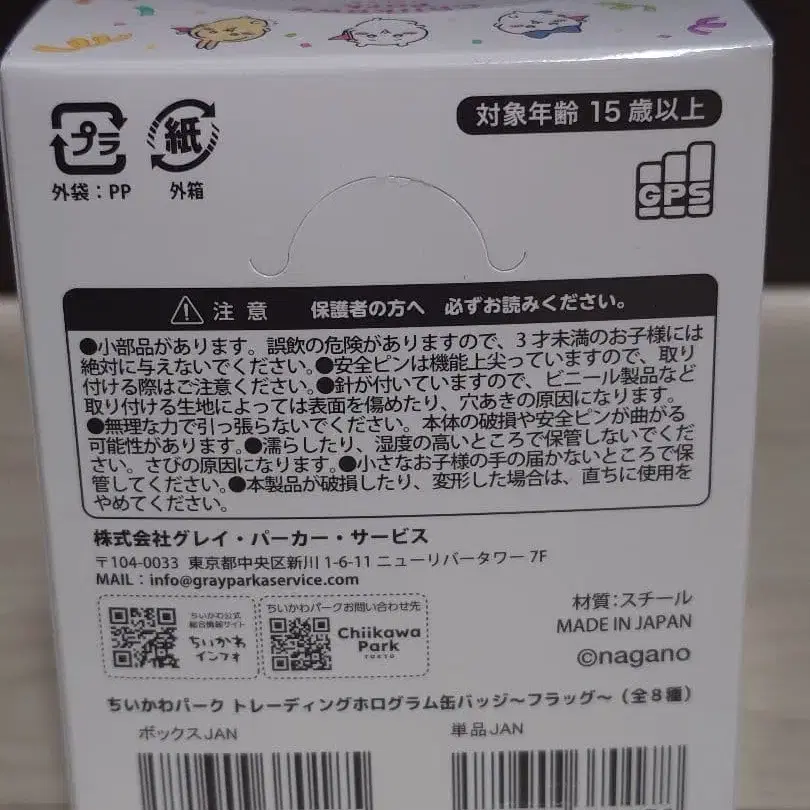 プラ
紙
外袋:PP
外箱
対象年齢 15 歳以上
GPS
注 意 保護者の方へ 必ずお読みください。
●小部品があります。誤飲の危険がありますので、3才未満のお子様には
絶対に与えないでください。●安全ピンは機能上尖っていますので、取り
付ける際はご注意ください。●針が付いていますので、ビニール製品など
取り付ける生地によっては表面を傷めたり、穴あきの原因になります。
●無理な力で引っ張らないでください。本体の破損や安全ピンが曲がる
可能性があります。●濡らしたり、湿度の高いところで保管しないでくだ
さい。さびの原因になります。●小さなお子様の手の届かないところで保
管してください。●本製品が破損したり、変形した場合は、直ちに使用を
やめてください。
株式会社グレイ・パーカー・サービス
〒104-0033 東京都中央区新川 1-6-11 ニューリバータワー 7F
MAIL:info@grayparkaservice.com
ちいかわ公式
総合情報サイト
ちいかわ
インフォ
ちいかわパークお問い合わせ先
Chiikawa
Park
TOKYO
材質:スチール
MADE IN JAPAN
©nagano
ちいかわパーク トレーディングホログラム缶バッジ〜フラッグ〜(全8種)
ボックスJAN
単品JAN